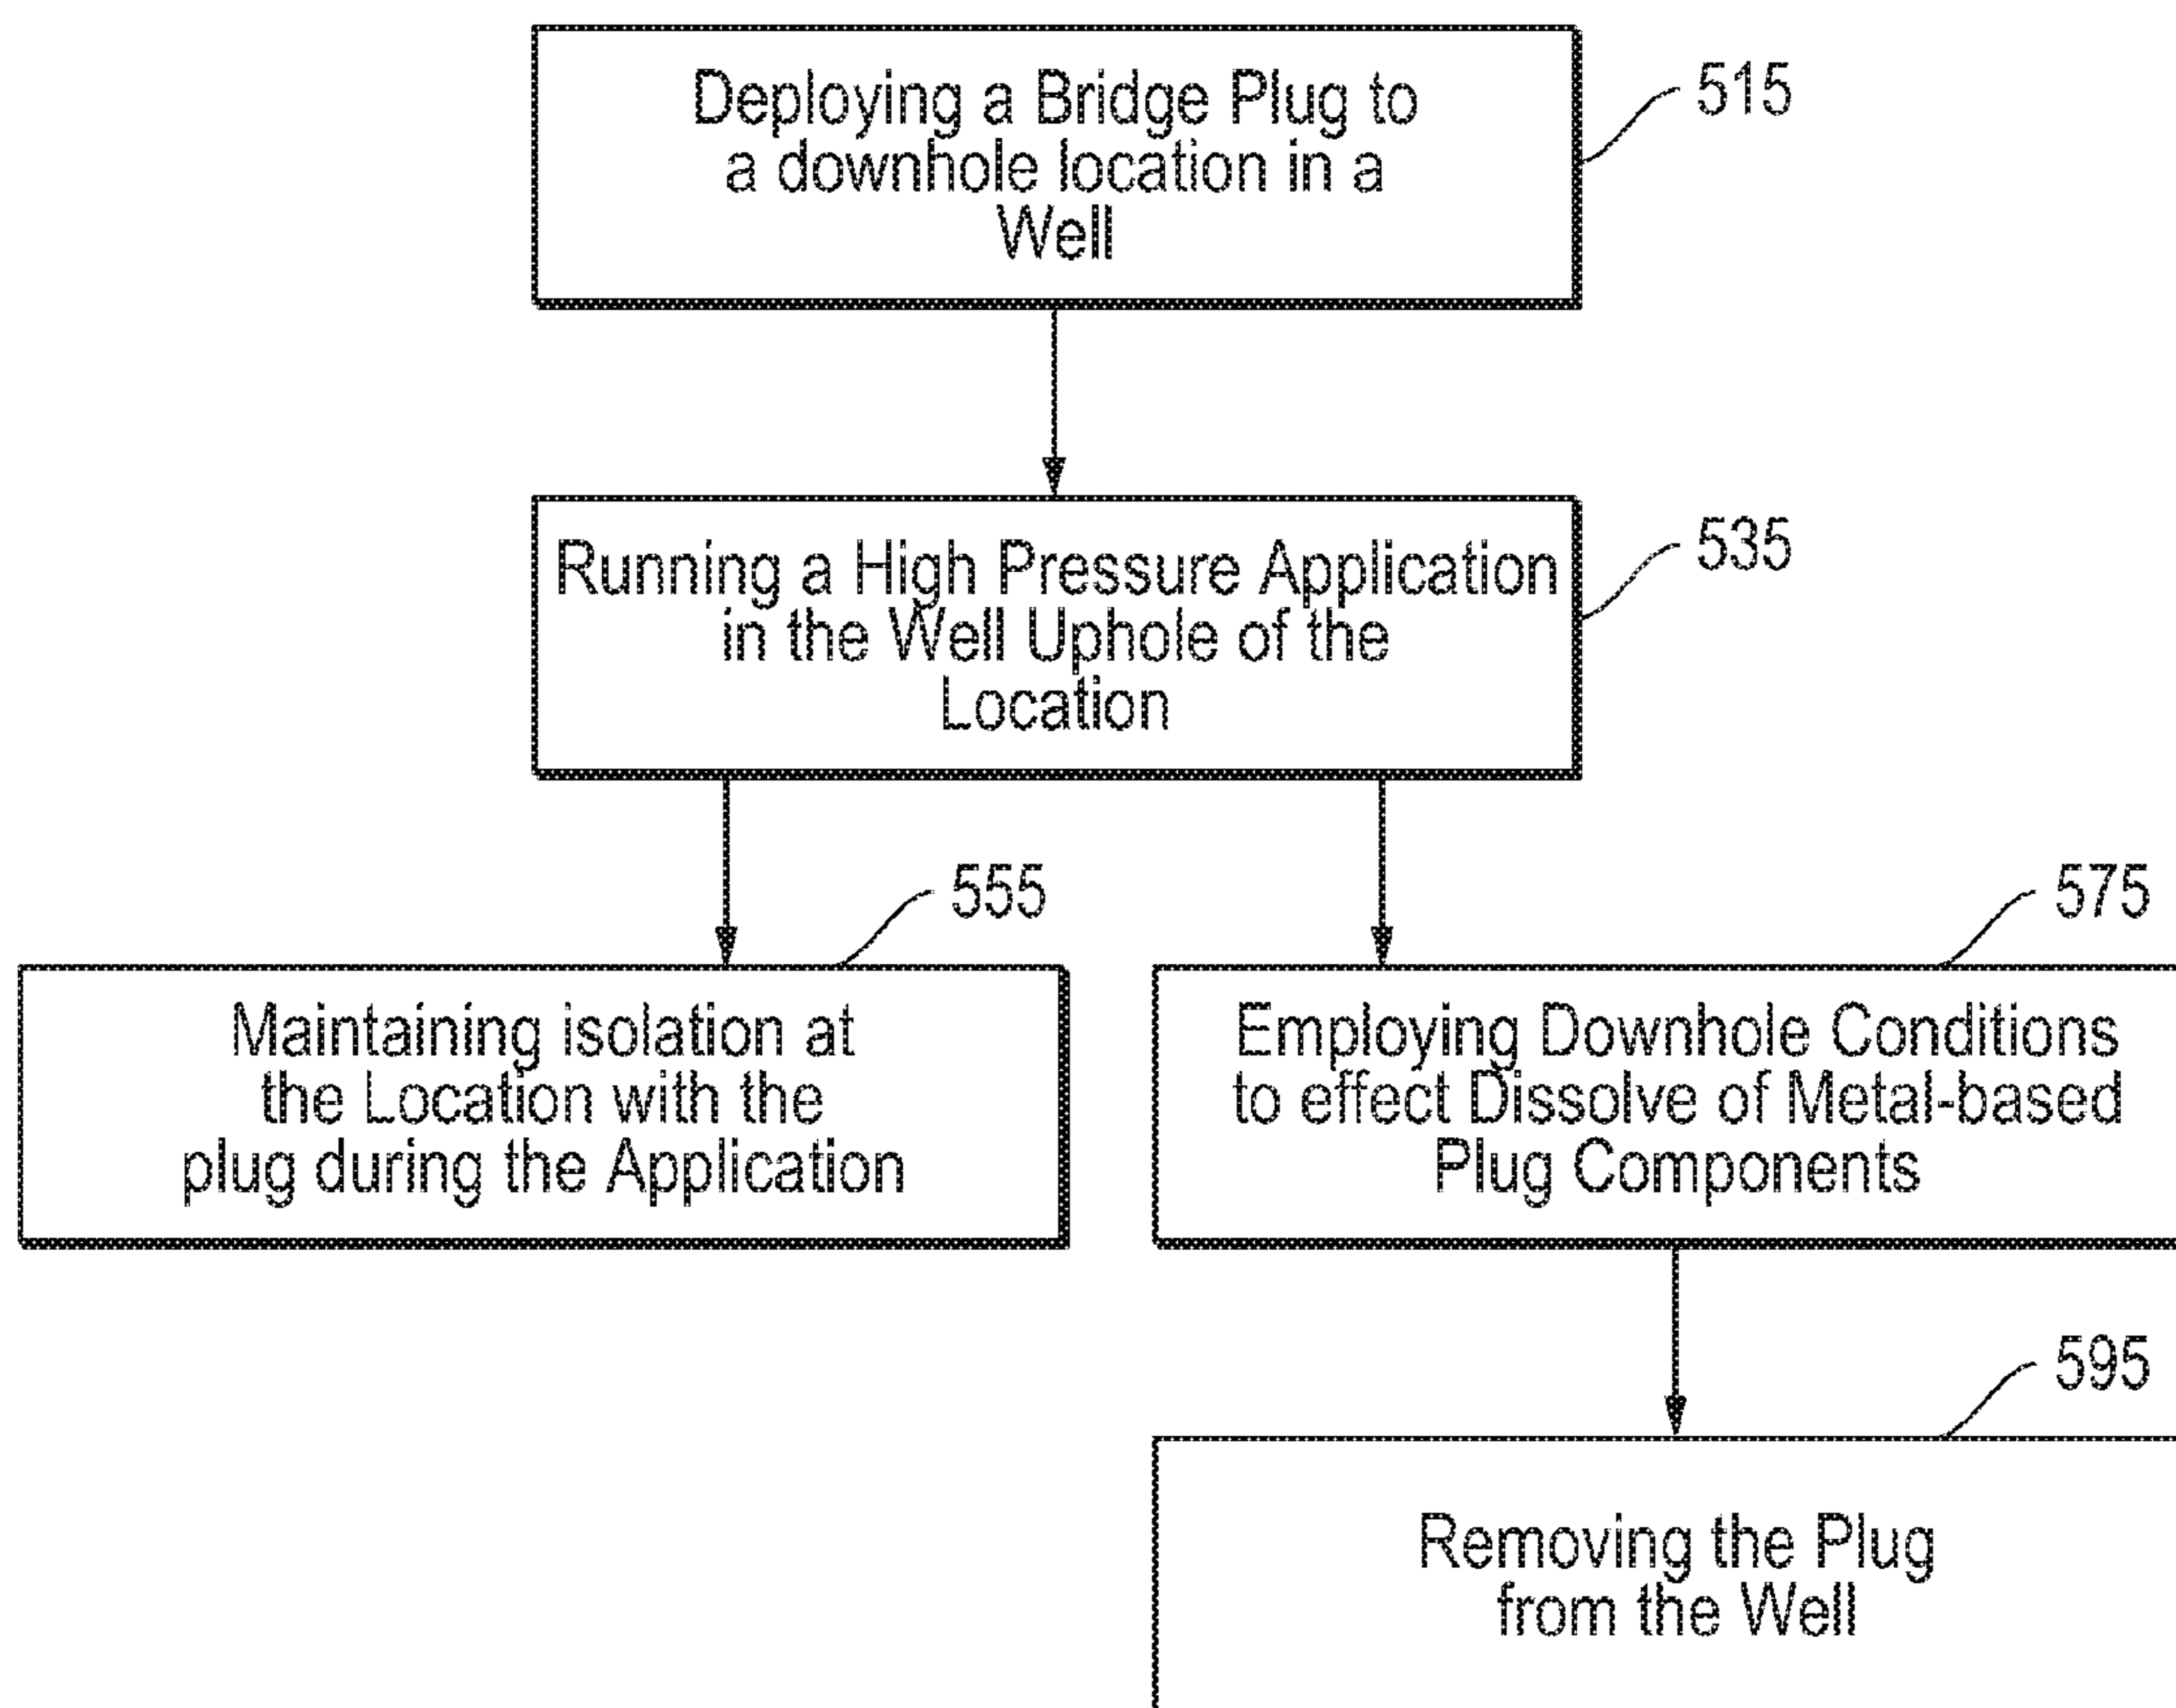 Deploying a Bridge Plug to
a downhole location in a
Well
515
Running a High Pressure Application
in the Well Uphole of the
Location
535
555
Maintaining isolation at
the Location with the
plug during the Application
575
Employing Downhole Conditions
to effect Dissolve of Metal-based
Plug Components
595
Removing the Plug
from the Well